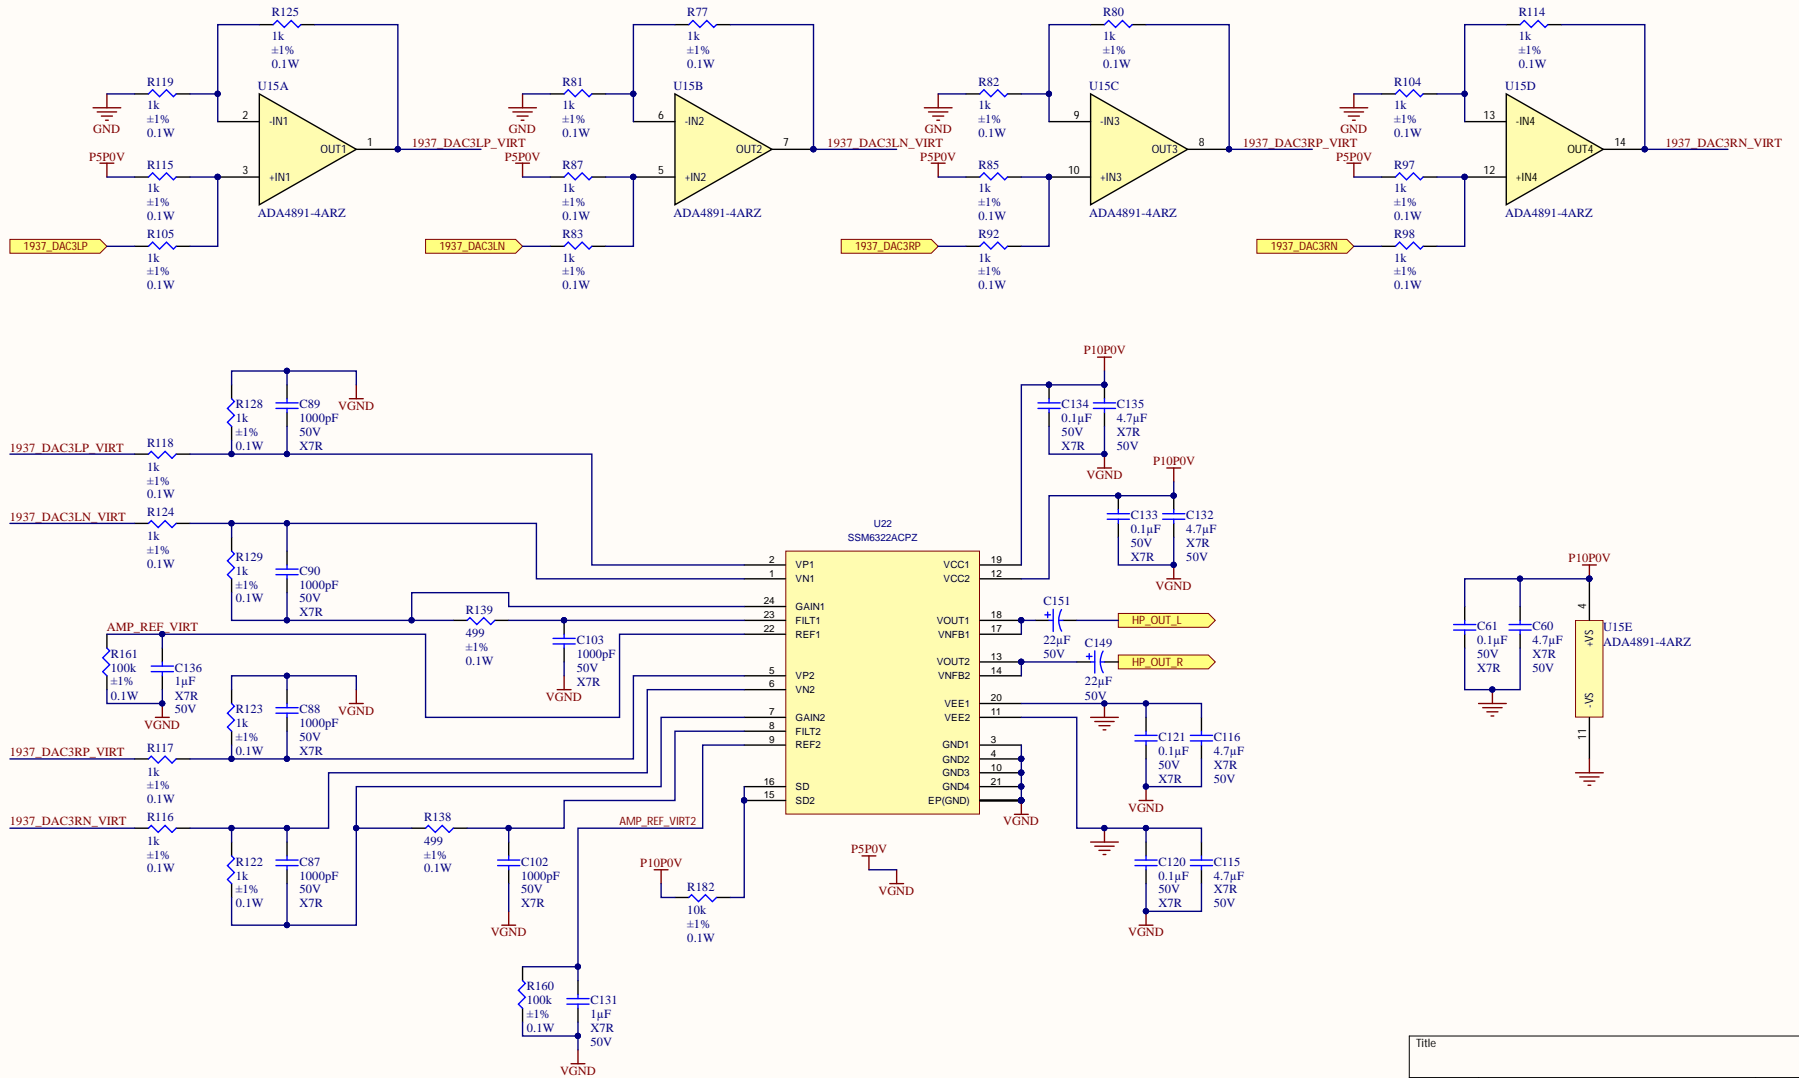 R125
1k
±1%
0.1W
R119
1k
±1%
0.1W
GND
U15A
2
-IN1
OUT1
1
1937_DAC3LP_VIRT
P5P0V
R115
1k
±1%
0.1W
3
+IN1
ADA4891-4ARZ
1937_DAC3LP
R105
1k
±1%
0.1W
R77
1k
±1%
0.1W
R81
1k
±1%
0.1W
GND
U15B
6
-IN2
OUT2
7
1937_DAC3LN_VIRT
P5P0V
R87
1k
±1%
0.1W
5
+IN2
ADA4891-4ARZ
1937_DAC3LN
R83
1k
±1%
0.1W
R80
1k
±1%
0.1W
R82
1k
±1%
0.1W
GND
U15C
9
-IN3
OUT3
8
1937_DAC3RP_VIRT
P5P0V
R85
1k
±1%
0.1W
10
+IN3
ADA4891-4ARZ
1937_DAC3RP
R92
1k
±1%
0.1W
R114
1k
±1%
0.1W
R104
1k
±1%
0.1W
GND
U15D
13
-IN4
OUT4
14
1937_DAC3RN_VIRT
P5P0V
R97
1k
±1%
0.1W
12
+IN4
ADA4891-4ARZ
1937_DAC3RN
R98
1k
±1%
0.1W
R128
1k
±1%
0.1W
C89
1000pF
50V
X7R
VGND
1937_DAC3LP_VIRT
R118
1k
±1%
0.1W
1937_DAC3LN_VIRT
R124
1k
±1%
0.1W
R129
1k
±1%
0.1W
C90
1000pF
50V
X7R
R139
499
±1%
0.1W
C103
1000pF
50V
X7R
VGND
AMP_REF_VIRT
R161
100k
±1%
0.1W
C136
1µF
X7R
50V
VGND
R123
1k
±1%
0.1W
C88
1000pF
50V
X7R
VGND
1937_DAC3RP_VIRT
R117
1k
±1%
0.1W
1937_DAC3RN_VIRT
R116
1k
±1%
0.1W
R122
1k
±1%
0.1W
C87
1000pF
50V
X7R
R138
499
±1%
0.1W
C102
1000pF
50V
X7R
VGND
AMP_REF_VIRT2
P10P0V
R182
10k
±1%
0.1W
R160
100k
±1%
0.1W
C131
1µF
X7R
50V
VGND
U22
SSM6322ACPZ
2 VP1
1 VN1
24 GAIN1
23 FILT1
22 REF1
5 VP2
6 VN2
7 GAIN2
8 FILT2
9 REF2
16 SD
15 SD2
VCC1 19
VCC2 12
VOUT1 18
VNFB1 17
VOUT2 13
VNFB2 14
VEE1 20
VEE2 11
GND1 3
GND2 4
GND3 10
GND4 21
EP(GND)
VGND
P5P0V
VGND
P10P0V
C134
0.1µF
50V
X7R
C135
4.7µF
X7R
50V
VGND
P10P0V
C133
0.1µF
50V
X7R
C132
4.7µF
X7R
50V
VGND
C151
+
22µF
50V
HP_OUT_L
C149
+
22µF
50V
HP_OUT_R
C121
0.1µF
50V
X7R
C116
4.7µF
X7R
50V
VGND
C120
0.1µF
50V
X7R
C115
4.7µF
X7R
50V
VGND
P10P0V
C61
0.1µF
50V
X7R
C60
4.7µF
X7R
50V
4
+VS
-VS
11
U15E
ADA4891-4ARZ
Title